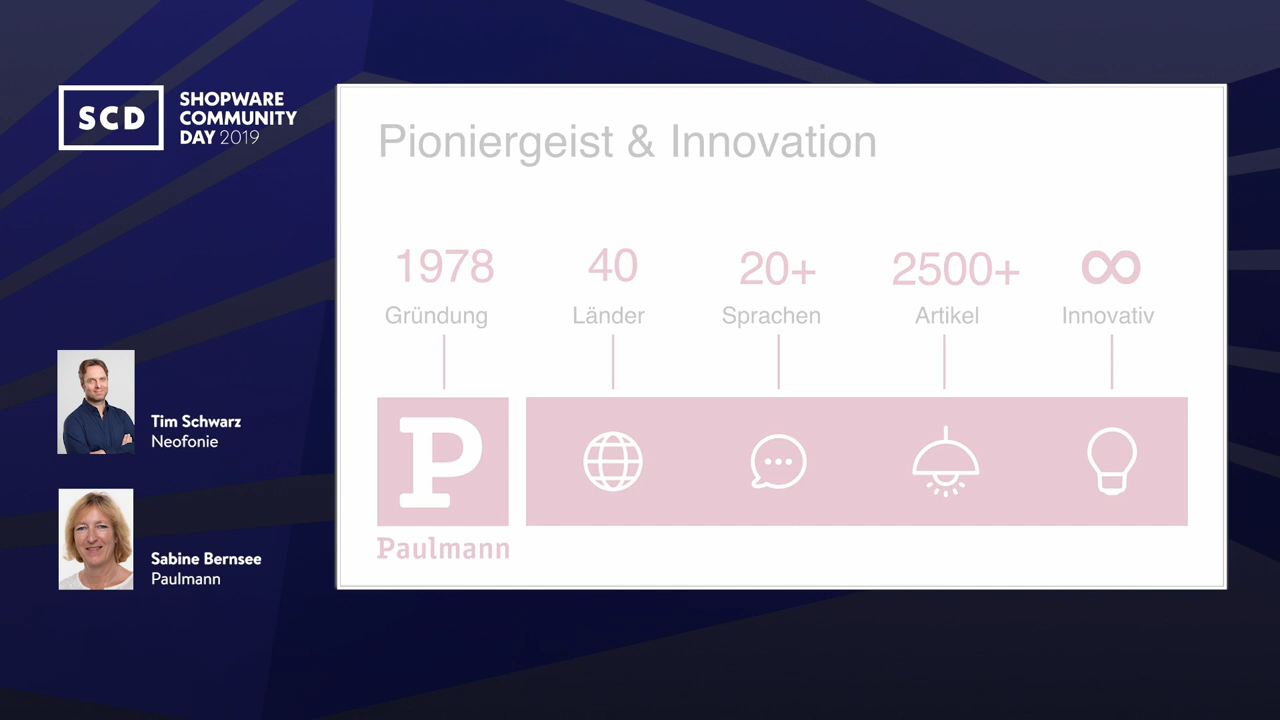 SCD
SHOPWARE
COMMUNITY
DAY 2019
Pioniergeist & Innovation
1978
Gründung
40
Länder
20+
Sprachen
2500+
Artikel
∞
Innovativ
P
Paulmann
Tim Schwarz
Neofonie
Sabine Bernsee
Paulmann